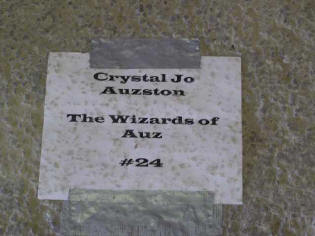 Crystal Jo
Auzston
The Wizards of
Auz
#24